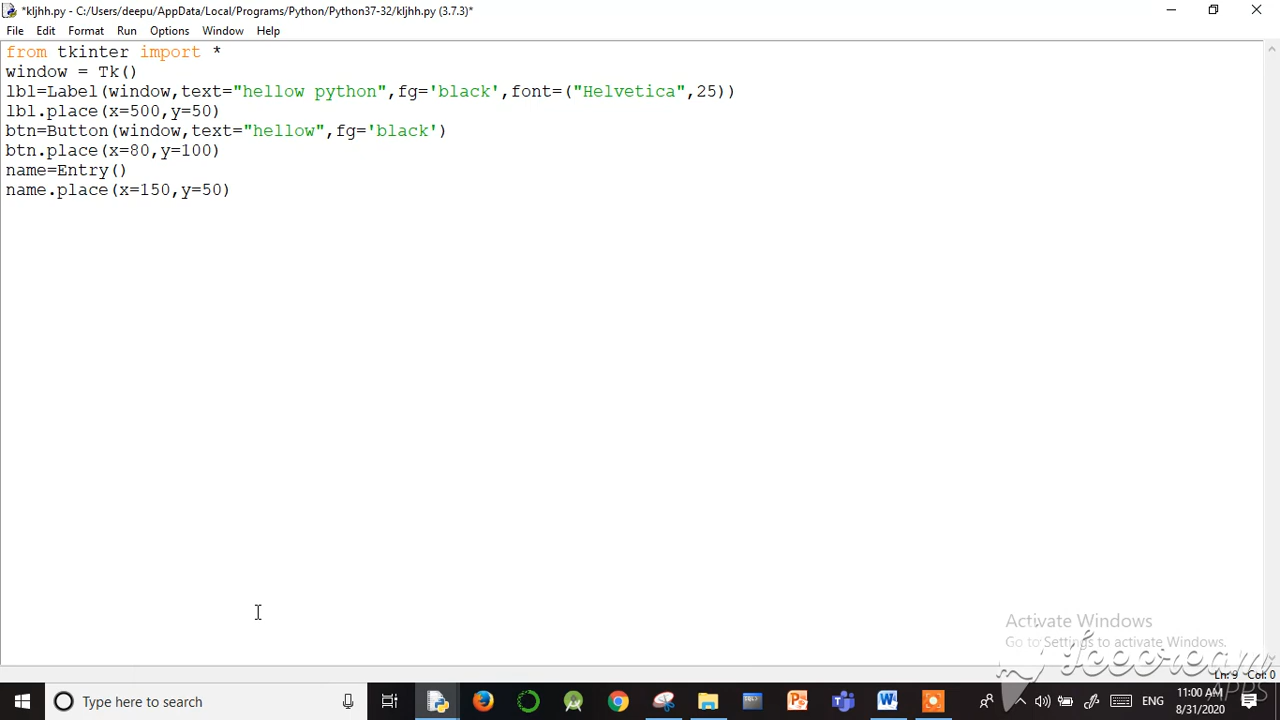 *kljhh.py - C:/Users/deepu/AppData/Local/Programs/Python/Python37-32/kljhh.py (3.7.3)*
File Edit Format Run Options Window Help
from tkinter import *
window = Tk()
lbl=Label(window,text="hellow python",fg='black',font=("Helvetica",25))
lbl.place(x=500,y=50)
btn=Button(window,text="hellow",fg='black')
btn.place(x=80,y=100)
name=Entry()
name.place(x=150,y=50)
Activate Windows
Go to Settings to activate Windows.
Icecream
APPS
Ln: 9 Col: 0
Type here to search
ENG
11:00 AM
8/31/2020